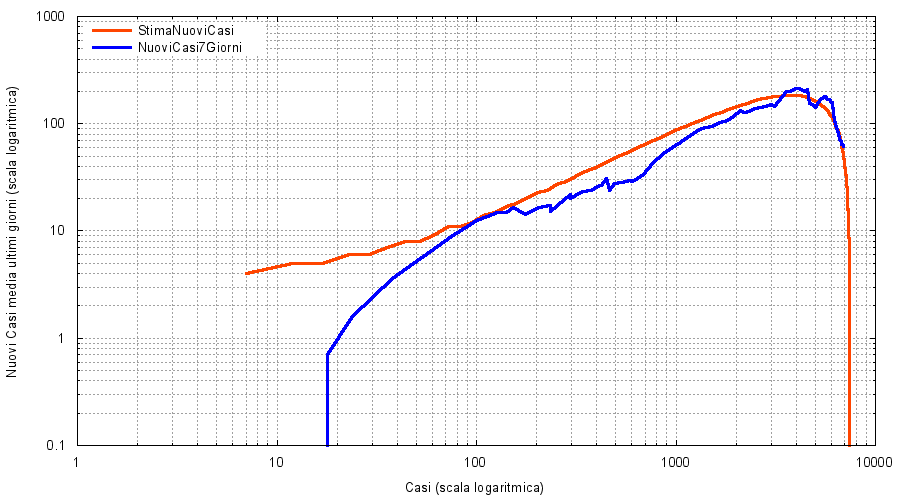 1000
StimaNuoviCasi
NuoviCasi7Giorni
100
10
1
0.1
Nuovi Casi media ultimi giorni (scala logaritmica)
1 10 100 1000 10000
Casi (scala logaritmica)